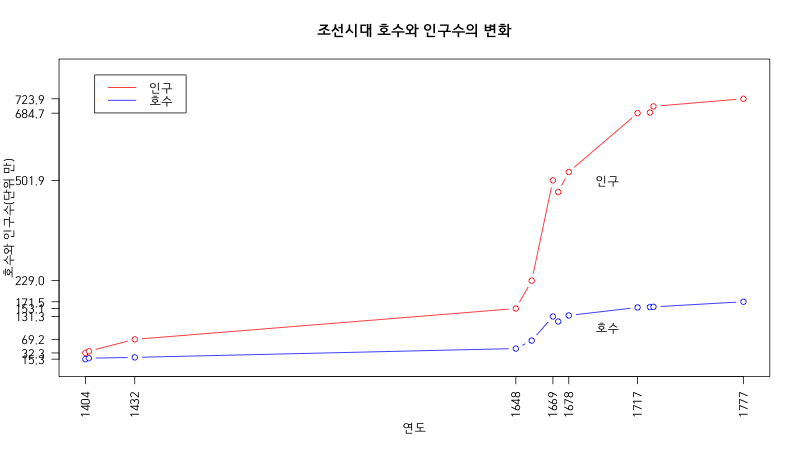 조선시대 호수와 인구수의 변화
인구
호수
723.9
684.7
501.9
229.0
171.5
153.1
131.3
69.2
32.3
15.3
호수와 인구수(단위 만)
인구
호수
1404
1432
1648
1669
1678
1717
1777
연도